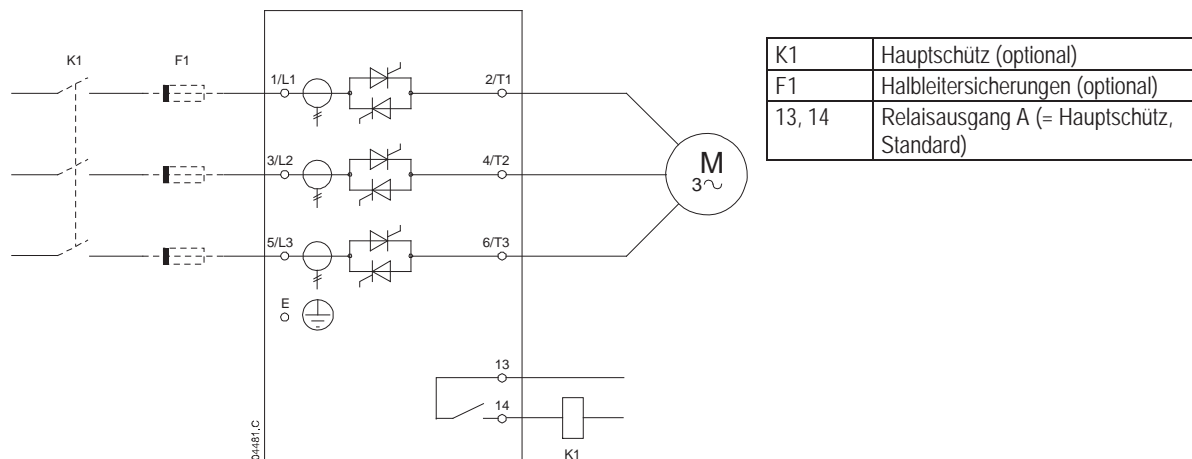 K1
F1
1/L1
2/T1
3/L2
4/T2
M
3~
5/L3
6/T3
E
13
14
K1
04481.C
K1 Hauptschütz (optional)
F1 Halbleitersicherungen (optional)
13, 14 Relaisausgang A (= Hauptschütz,
Standard)